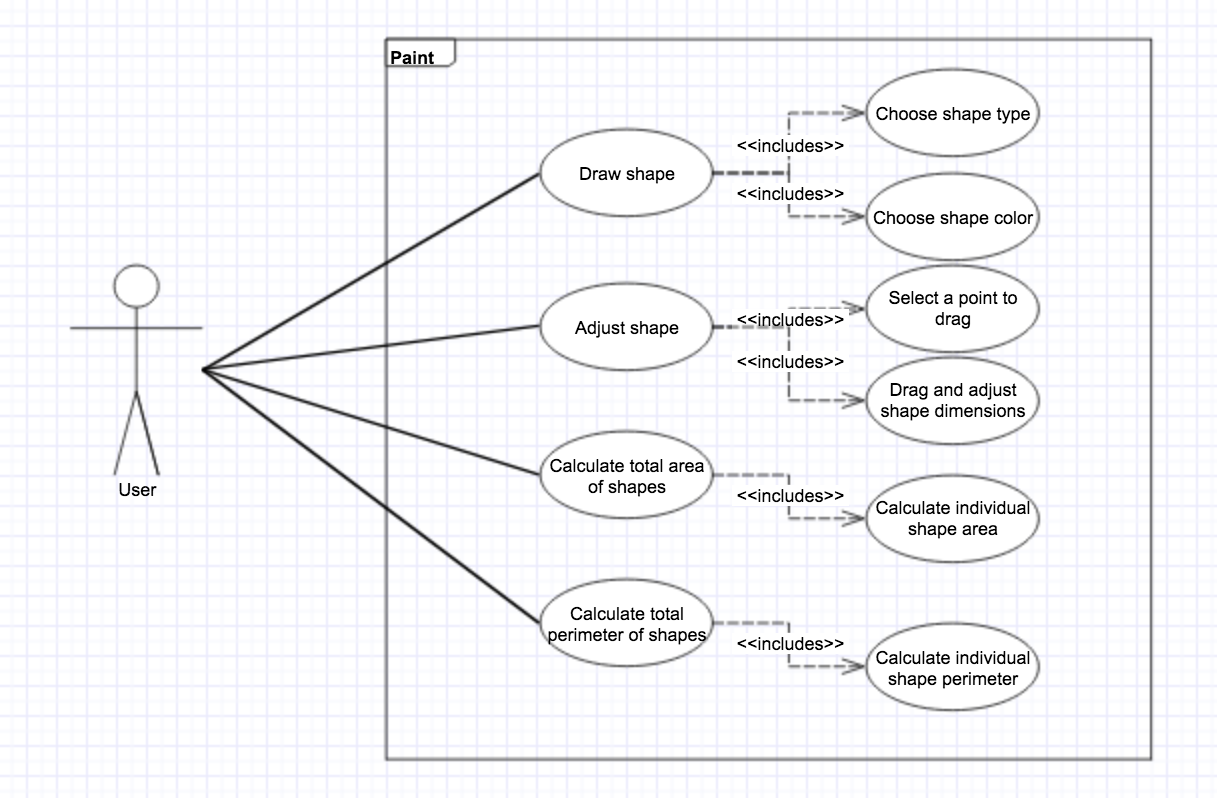 Paint
Choose shape type
<<includes>>
Draw shape
<<includes>>
Choose shape color
Select a point to
drag
<<includes>>
Adjust shape
<<includes>>
Drag and adjust
shape dimensions
Calculate total area
of shapes
<<includes>>
Calculate individual
shape area
User
Calculate total
perimeter of shapes
<<includes>>
Calculate individual
shape perimeter